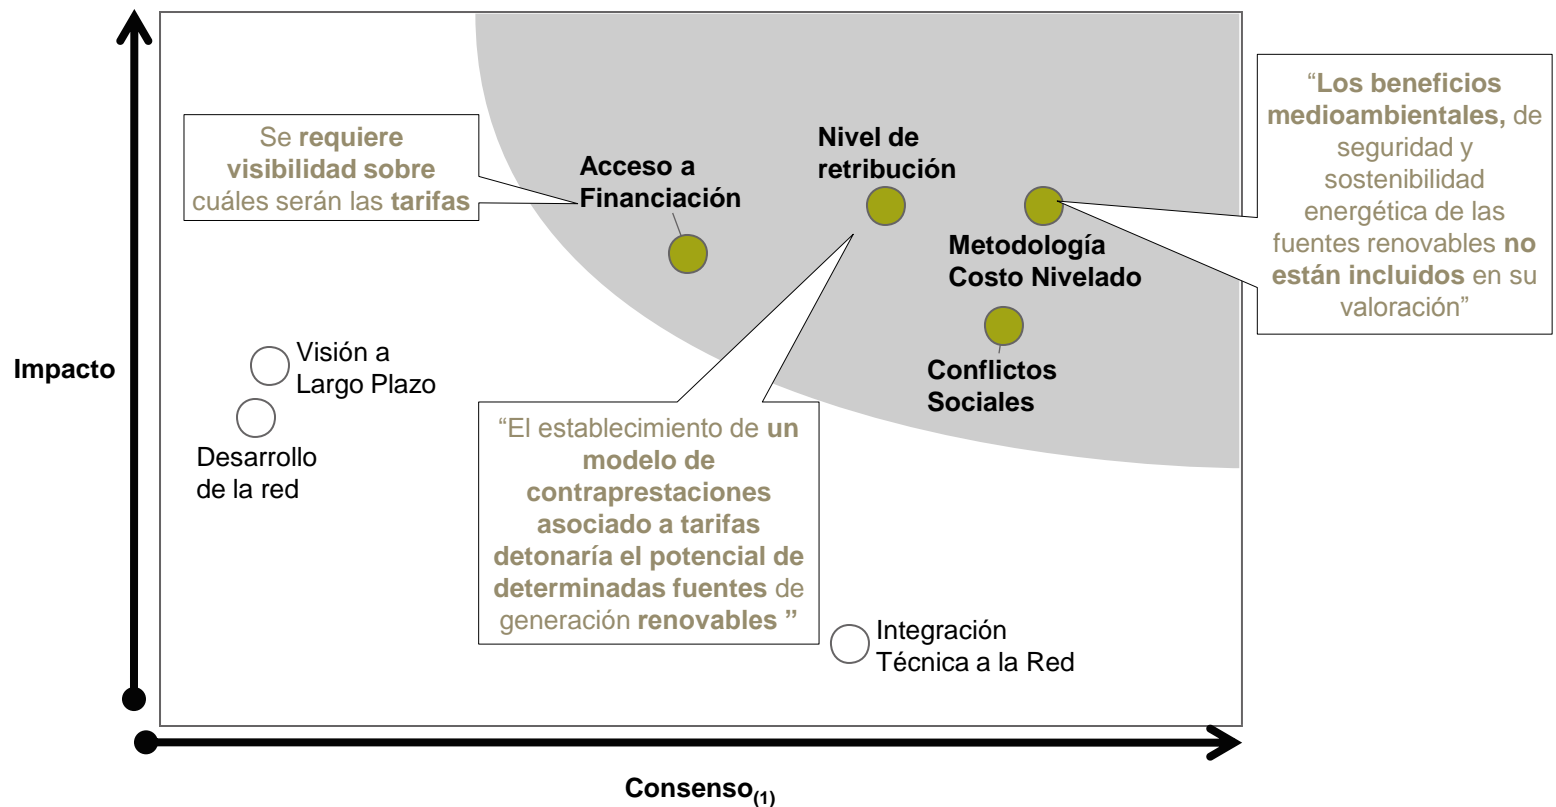 Se requiere
visibilidad sobre
cuáles serán las tarifas
Acceso a
Financiación
Nivel de
retribución
“Los beneficios
medioambientales, de
seguridad y
sostenibilidad
energética de las
fuentes renovables no
están incluidos en su
valoración”
Metodología
Costo Nivelado
Conflictos
Sociales
Impacto
Visión a
Largo Plazo
Desarrollo
de la red
“El establecimiento de un
modelo de
contraprestaciones
asociado a tarifas
detonaría el potencial de
determinadas fuentes de
generación renovables ”
Integración
Técnica a la Red
Consenso(1)